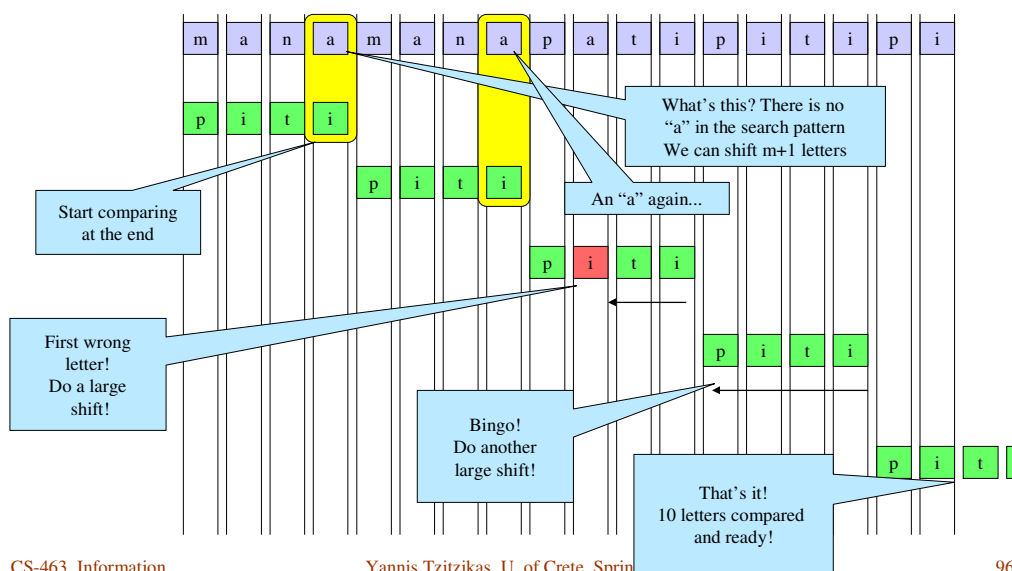 m a n a m a n a p a t i p i t i p i
What's this? There is no
“a” in the search pattern
We can shift m+1 letters
p i t i
p i t i
An “a” again...
Start comparing
at the end
p i t i
First wrong
letter!
Do a large
shift!
p i t i
Bingo!
Do another
large shift!
p i t
That's it!
10 letters compared
and ready!
CS-463, Information
Yannis Tzitzikas, U. of Crete, Sprin
96